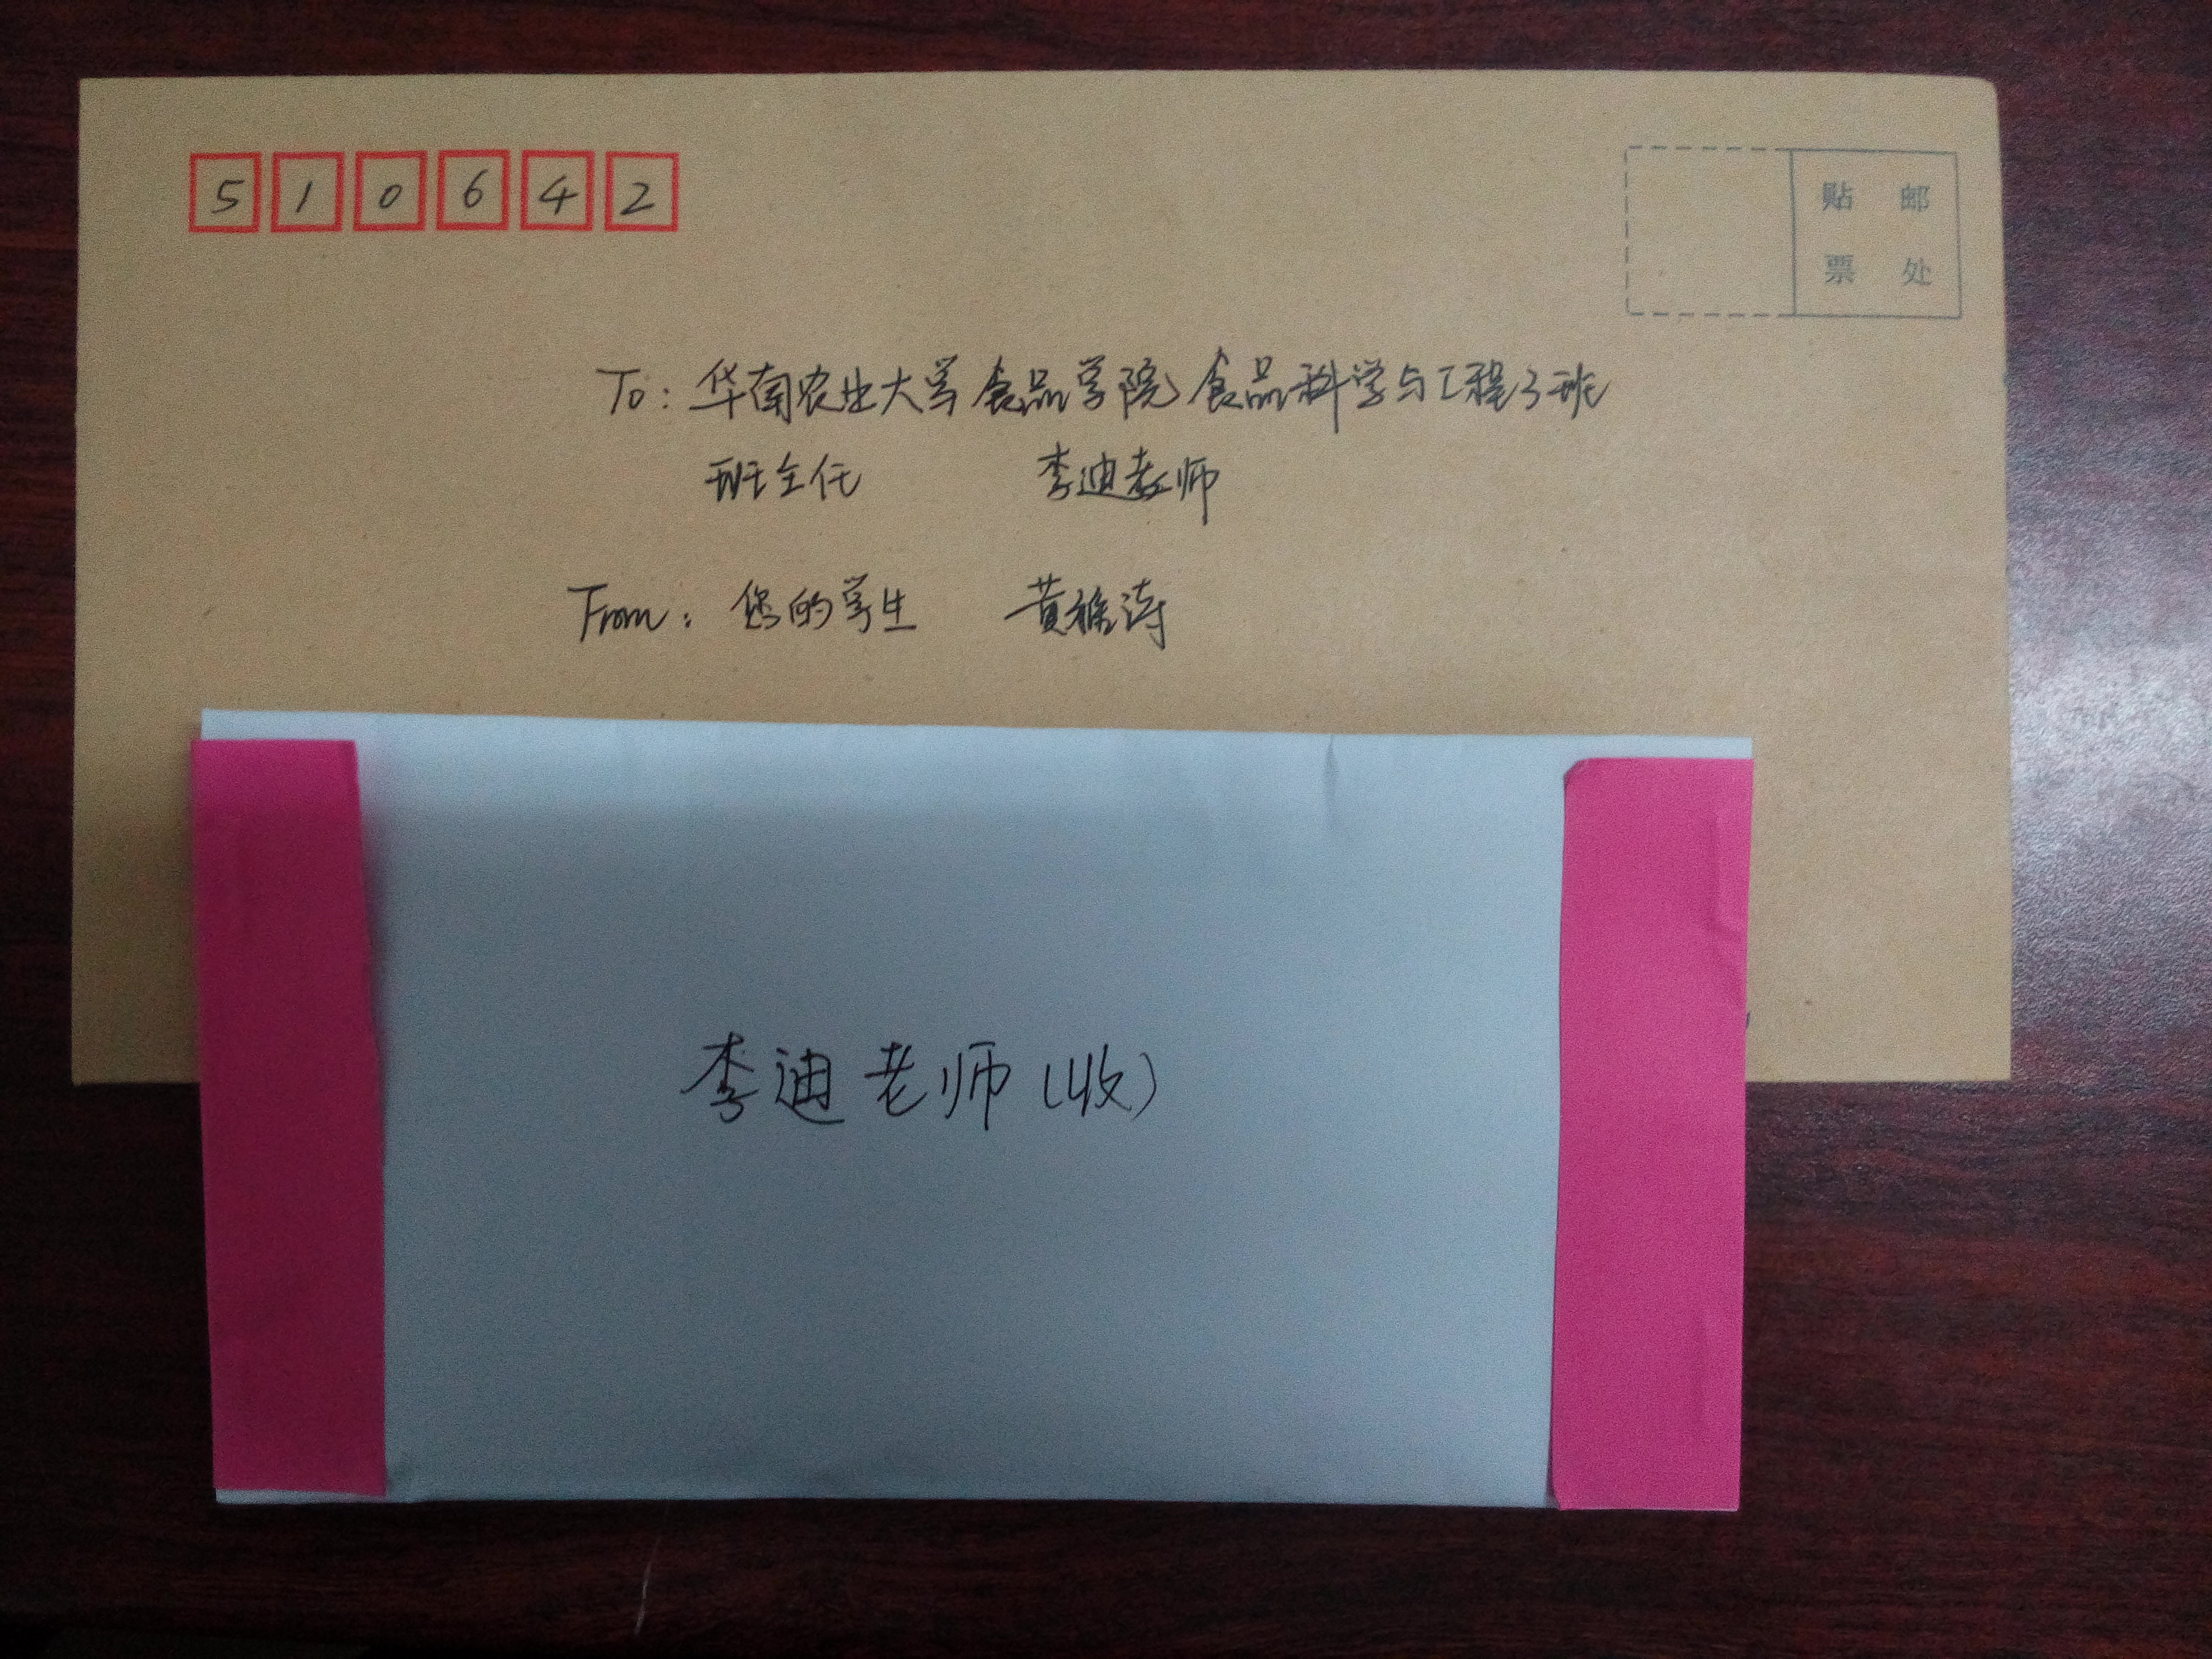 510642
贴 邮
票 处
To: 华南农业大学食品学院食品科学与工程3班
班主任 李迪老师
From: 您的学生 黄雅涛
李迪老师(收)